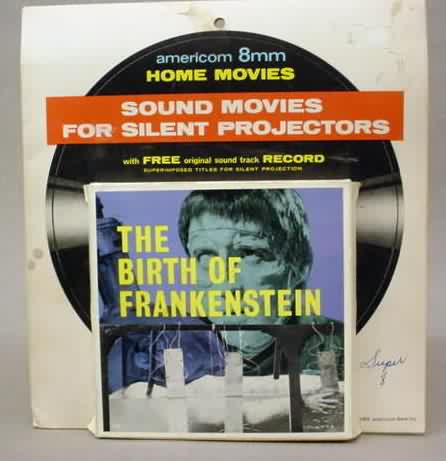 americom 8mm
HOME MOVIES
SOUND MOVIES
FOR SILENT PROJECTORS
with FREE original sound track RECORD
SUPERIMPOSED TITLES FOR SILENT PROJECTION
THE
BIRTH OF
FRANKENSTEIN
Super
8